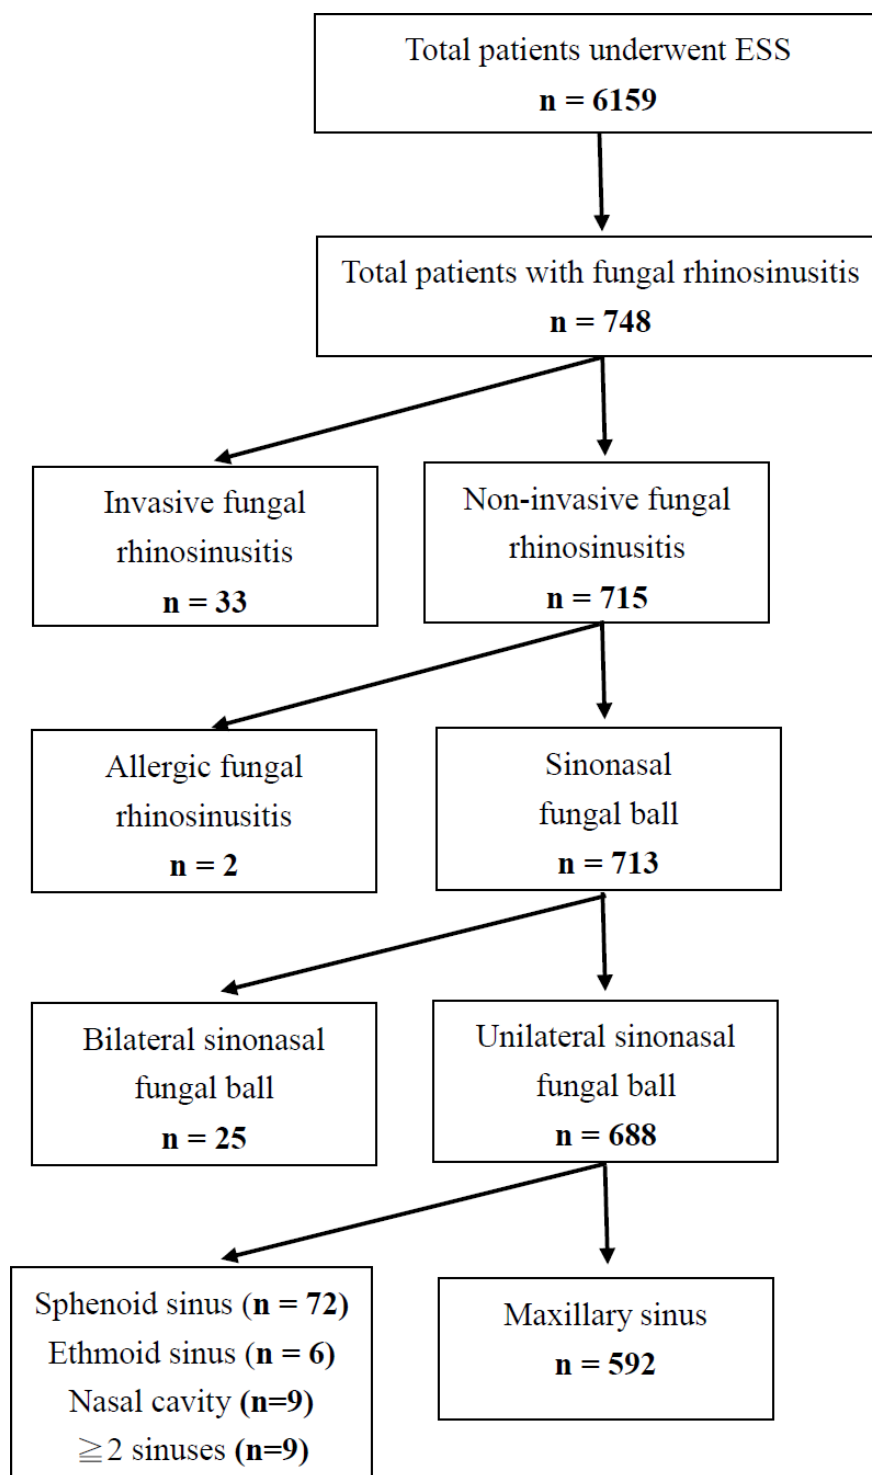 Total patients underwent ESS
n = 6159
Total patients with fungal rhinosinusitis
n = 748
Invasive fungal
rhinosinusitis
n = 33
Non-invasive fungal
rhinosinusitis
n = 715
Allergic fungal
rhinosinusitis
n = 2
Sinonasal
fungal ball
n = 713
Bilateral sinonasal
fungal ball
n = 25
Unilateral sinonasal
fungal ball
n = 688
Sphenoid sinus (n = 72)
Ethmoid sinus (n = 6)
Nasal cavity (n=9)
≧2 sinuses (n=9)
Maxillary sinus
n = 592